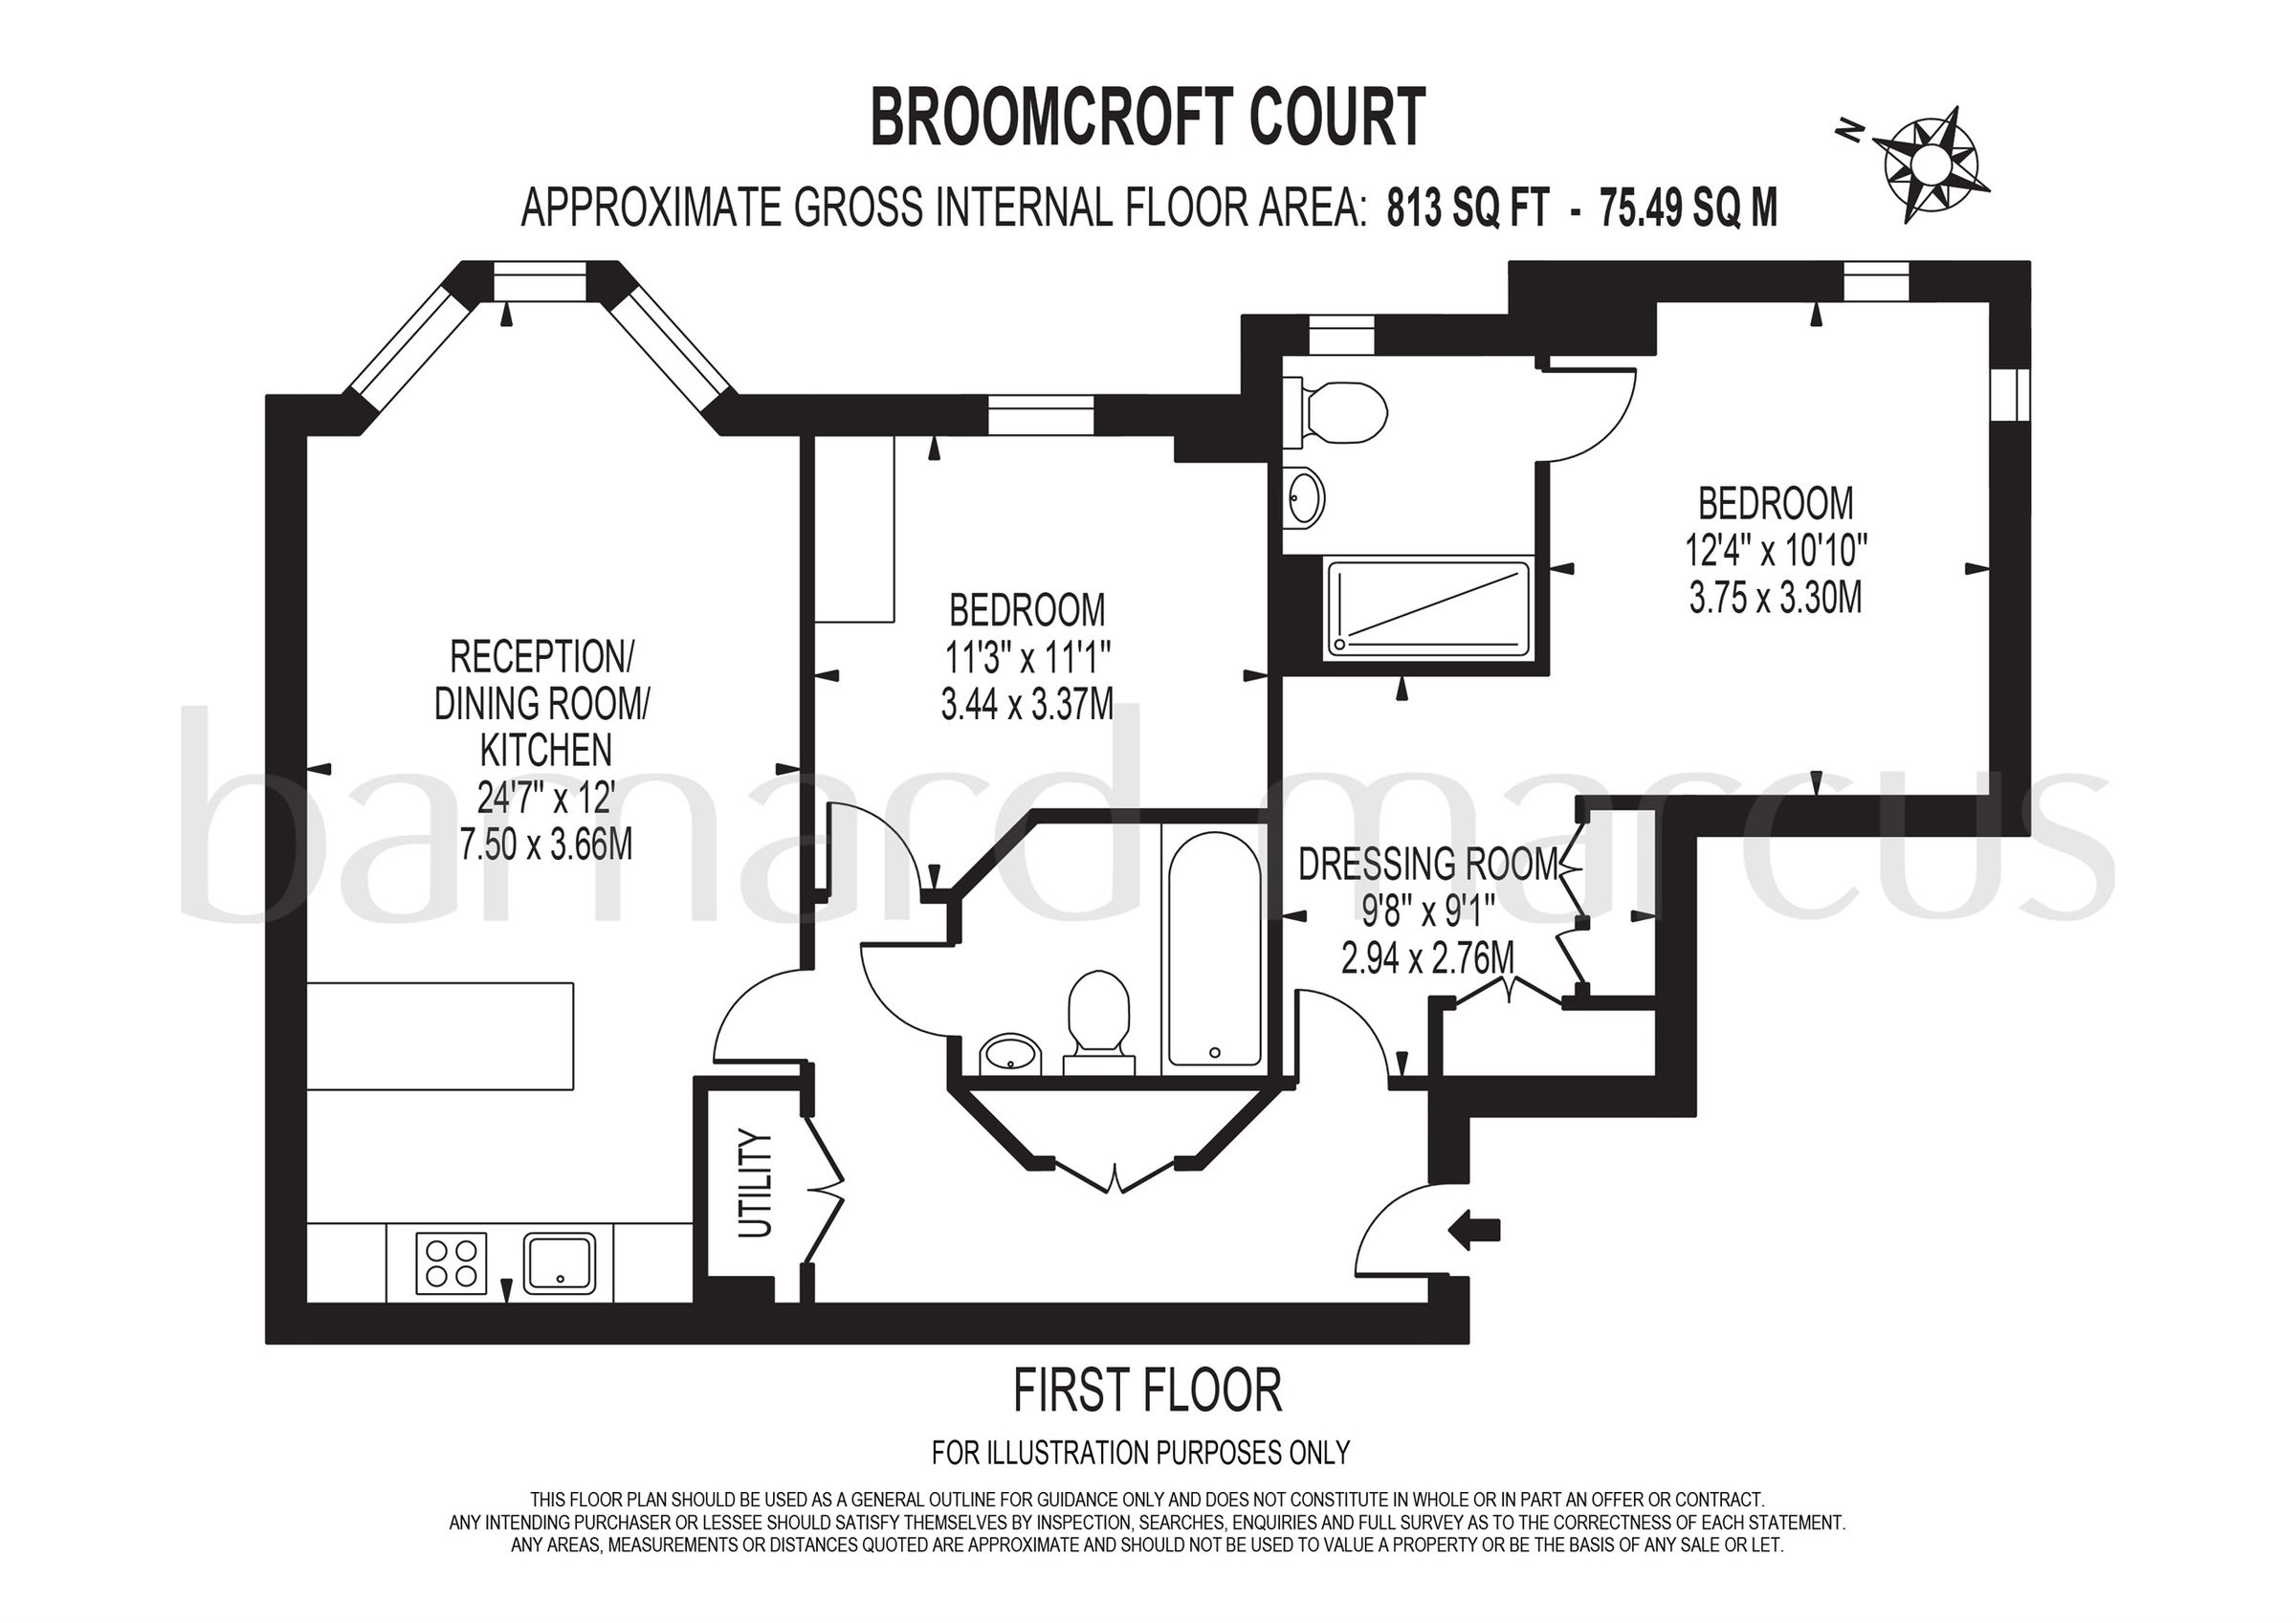 BROOMCROFT COURT
N
APPROXIMATE GROSS INTERNAL FLOOR AREA: 813 SQ FT - 75.49 SQ M
BEDROOM
12'4" x 10'10"
3.75 x 3.30M
BEDROOM
11'3" x 11'1"
3.44 x 3.37M
RECEPTION/
DINING ROOM/
KITCHEN
24'7" x 12'
7.50 x 3.66M
barnard marcus
DRESSING ROOM
9'8" x 9'1"
2.94 x 2.76M
UTILITY
FIRST FLOOR
FOR ILLUSTRATION PURPOSES ONLY
THIS FLOOR PLAN SHOULD BE USED AS A GENERAL OUTLINE FOR GUIDANCE ONLY AND DOES NOT CONSTITUTE IN WHOLE OR IN PART AN OFFER OR CONTRACT.
ANY INTENDING PURCHASER OR LESSEE SHOULD SATISFY THEMSELVES BY INSPECTION, SEARCHES, ENQUIRIES AND FULL SURVEY AS TO THE CORRECTNESS OF EACH STATEMENT.
ANY AREAS, MEASUREMENTS OR DISTANCES QUOTED ARE APPROXIMATE AND SHOULD NOT BE USED TO VALUE A PROPERTY OR BE THE BASIS OF ANY SALE OR LET.